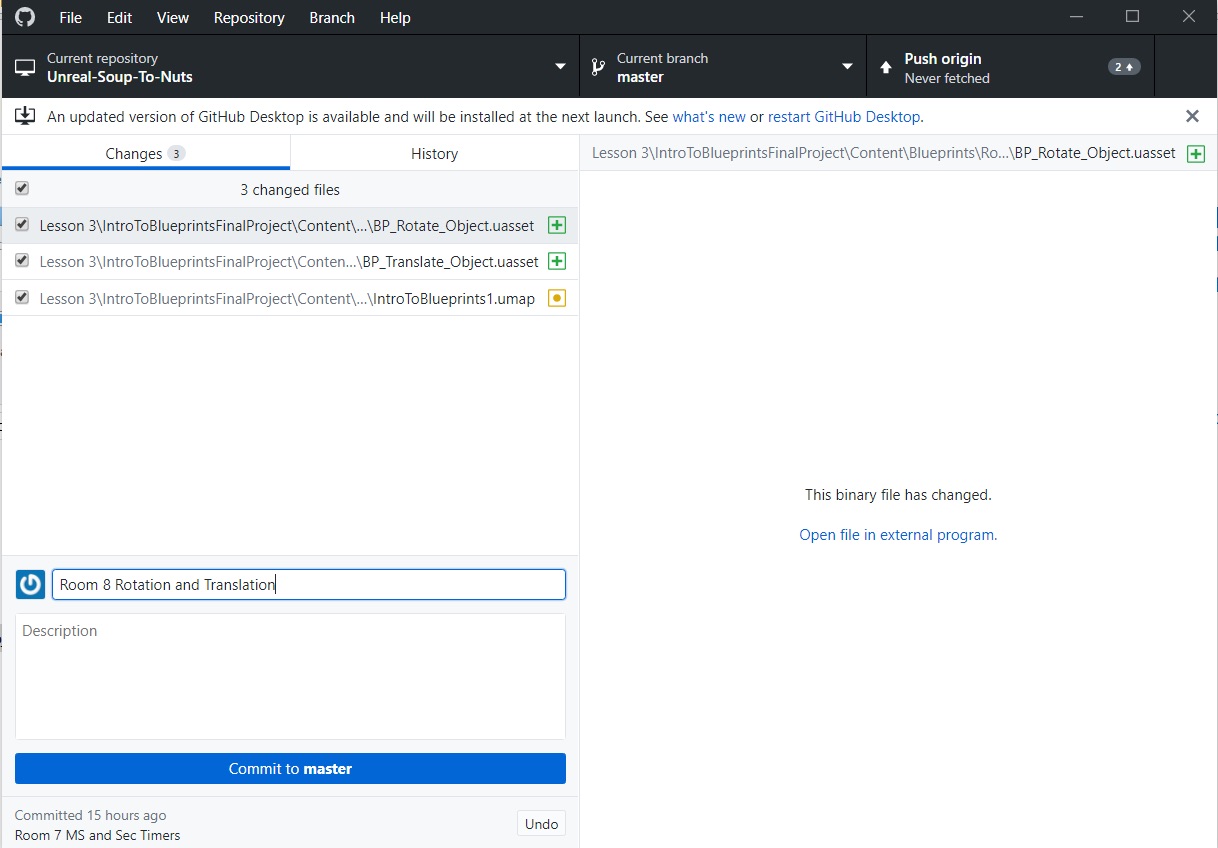 File Edit View Repository Branch Help
Current repository
Unreal-Soup-To-Nuts
Current branch
master
Push origin
Never fetched
2
An updated version of GitHub Desktop is available and will be installed at the next launch. See what's new or restart GitHub Desktop.
Changes 3
History
Lesson 3\IntroToBlueprintsFinalProject\Content\Blueprints\Ro...\BP_Rotate_Object.uasset
3 changed files
Lesson 3\IntroToBlueprintsFinalProject\Content\...\BP_Rotate_Object.uasset
Lesson 3\IntroToBlueprintsFinalProject\Conten...\BP_Translate_Object.uasset
Lesson 3\IntroToBlueprintsFinalProject\Content\...\IntroToBlueprints1.umap
This binary file has changed.
Open file in external program.
Room 8 Rotation and Translation
Description
Commit to master
Committed 15 hours ago
Room 7 MS and Sec Timers
Undo